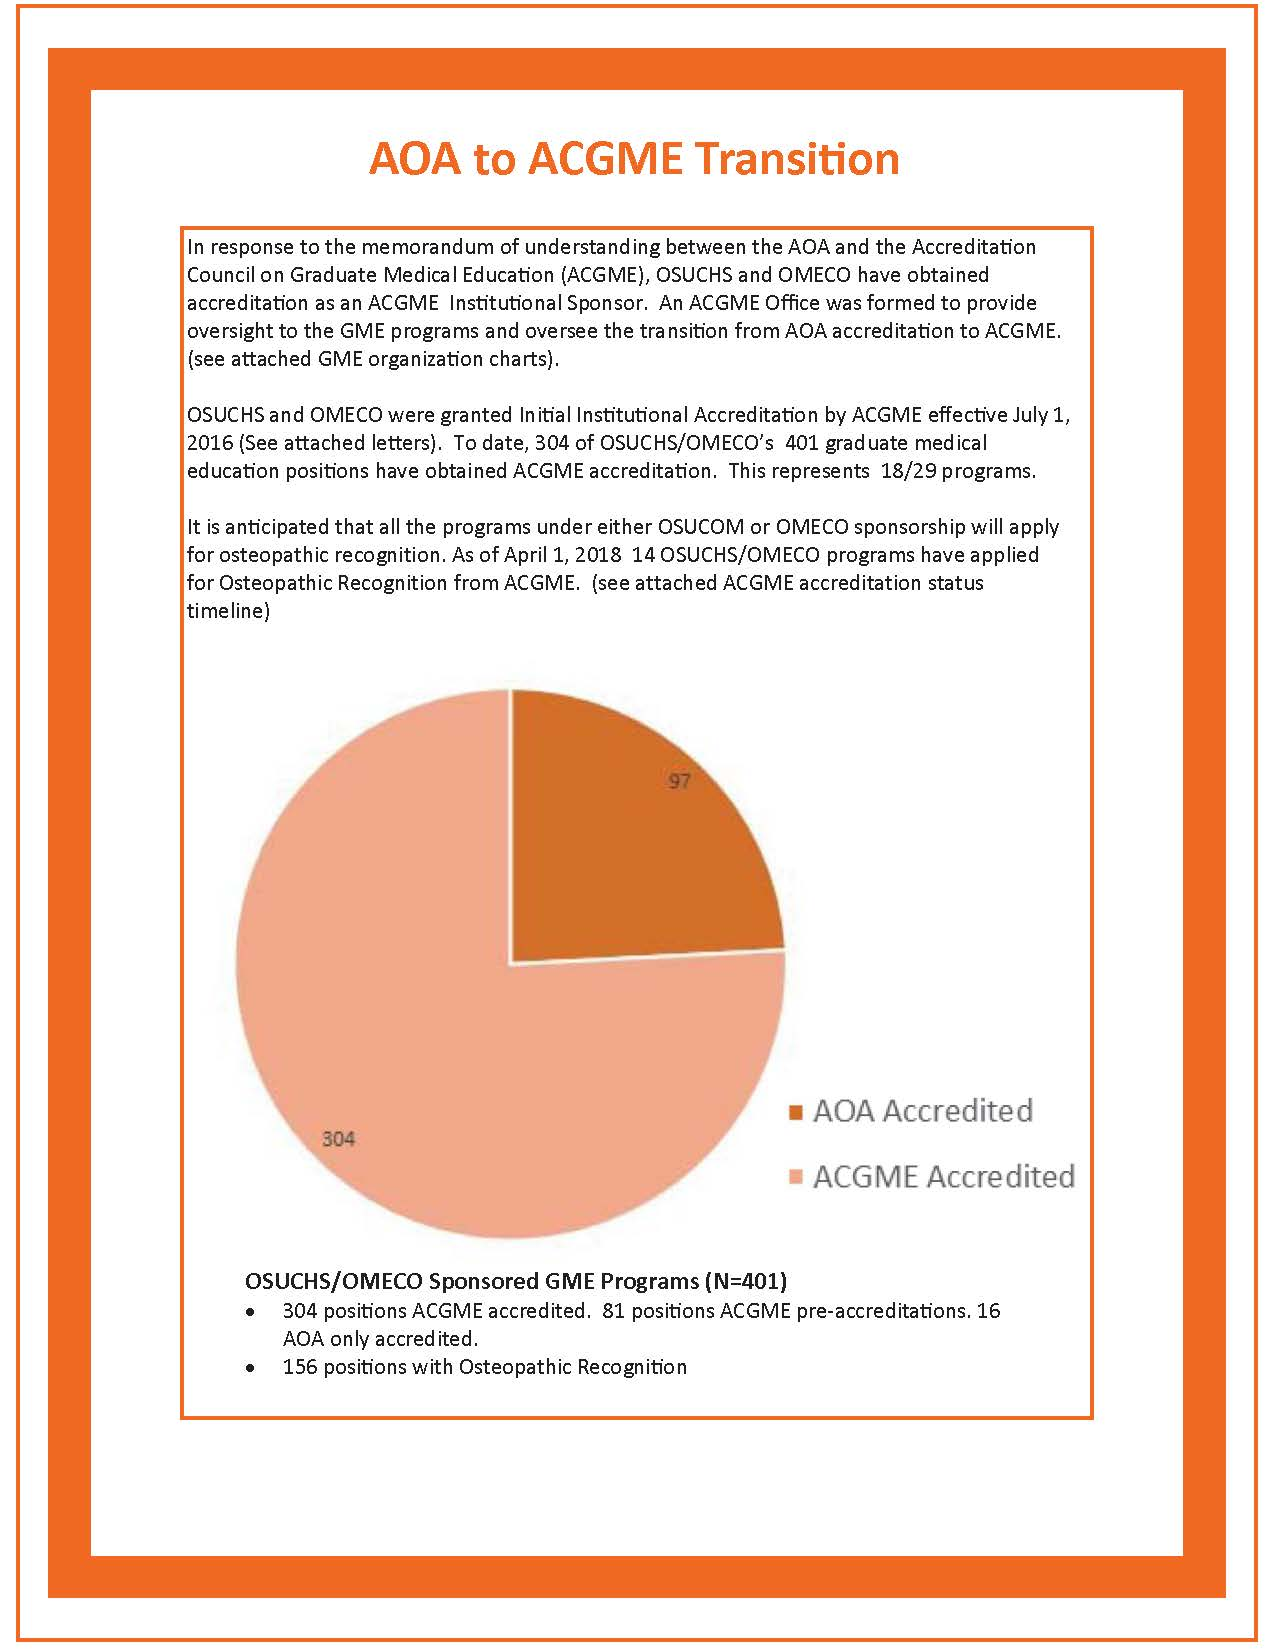 AOA to ACGME Transition
In response to the memorandum of understanding between the AOA and the Accreditation
Council on Graduate Medical Education (ACGME), OSUCHS and OMECO have obtained
accreditation as an ACGME  Institutional Sponsor.  An ACGME Office was formed to provide
oversight to the GME programs and oversee the transition from AOA accreditation to ACGME.
(see attached GME organization charts).
OSUCHS and OMECO were granted Initial Institutional Accreditation by ACGME effective July 1,
2016 (See attached letters).  To date, 304 of OSUCHS/OMECO’s  401 graduate medical
education positions have obtained ACGME accreditation.  This represents  18/29 programs.
It is anticipated that all the programs under either OSUCOM or OMECO sponsorship will apply
for osteopathic recognition. As of April 1, 2018  14 OSUCHS/OMECO programs have applied
for Osteopathic Recognition from ACGME.  (see attached ACGME accreditation status
timeline)
97
304
AOA Accredited
ACGME Accredited
OSUCHS/OMECO Sponsored GME Programs (N=401)
• 304 positions ACGME accredited.  81 positions ACGME pre-accreditations. 16
AOA only accredited.
• 156 positions with Osteopathic Recognition